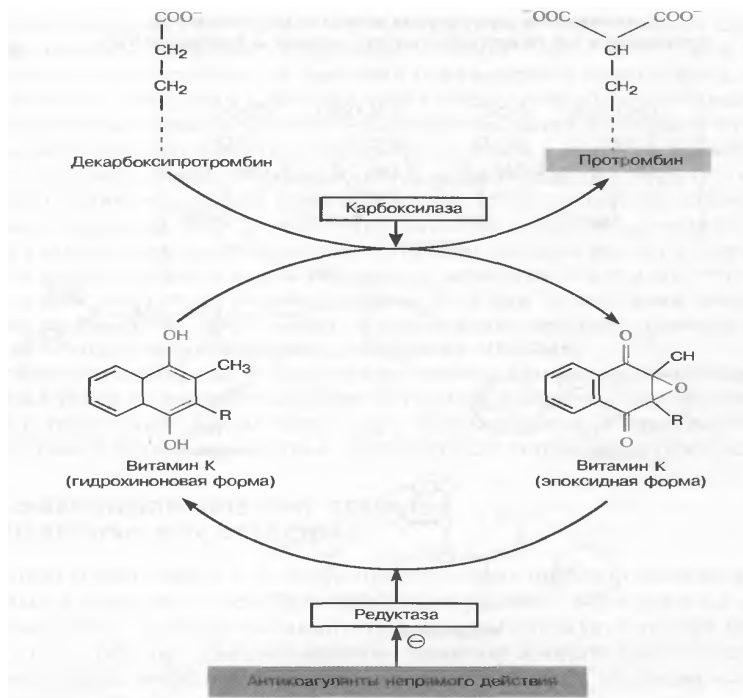 COO⁻
CH₂
CH₂
Декарбоксипротромбин
⁻OOC COO⁻
CH
CH₂
Протромбин
Карбоксилаза
OH
CH₃
R
OH
Витамин К
(гидрохиноновая форма)
O
CH
O
R
O
Витамин К
(эпоксидная форма)
Редуктаза
⊖
Антикоагулянты непрямого действия